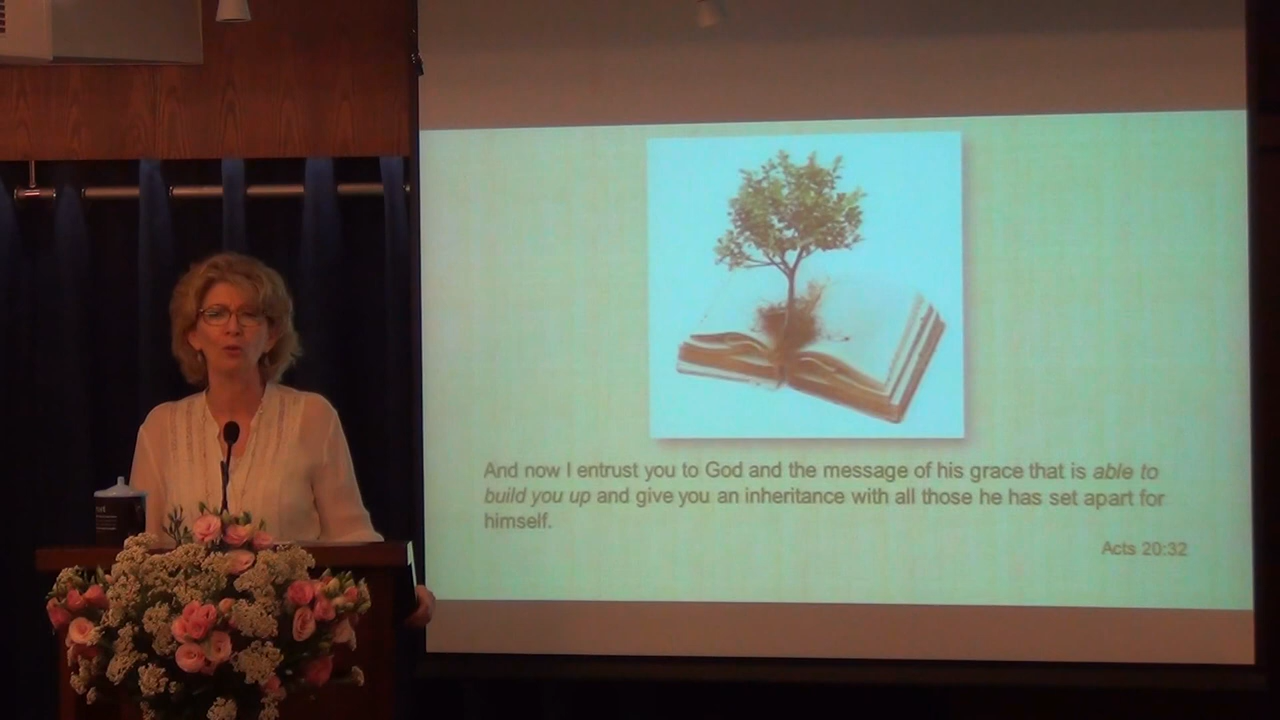 And now I entrust you to God and the message of his grace that is able to
build you up and give you an inheritance with all those he has set apart for
himself.
Acts 20:32